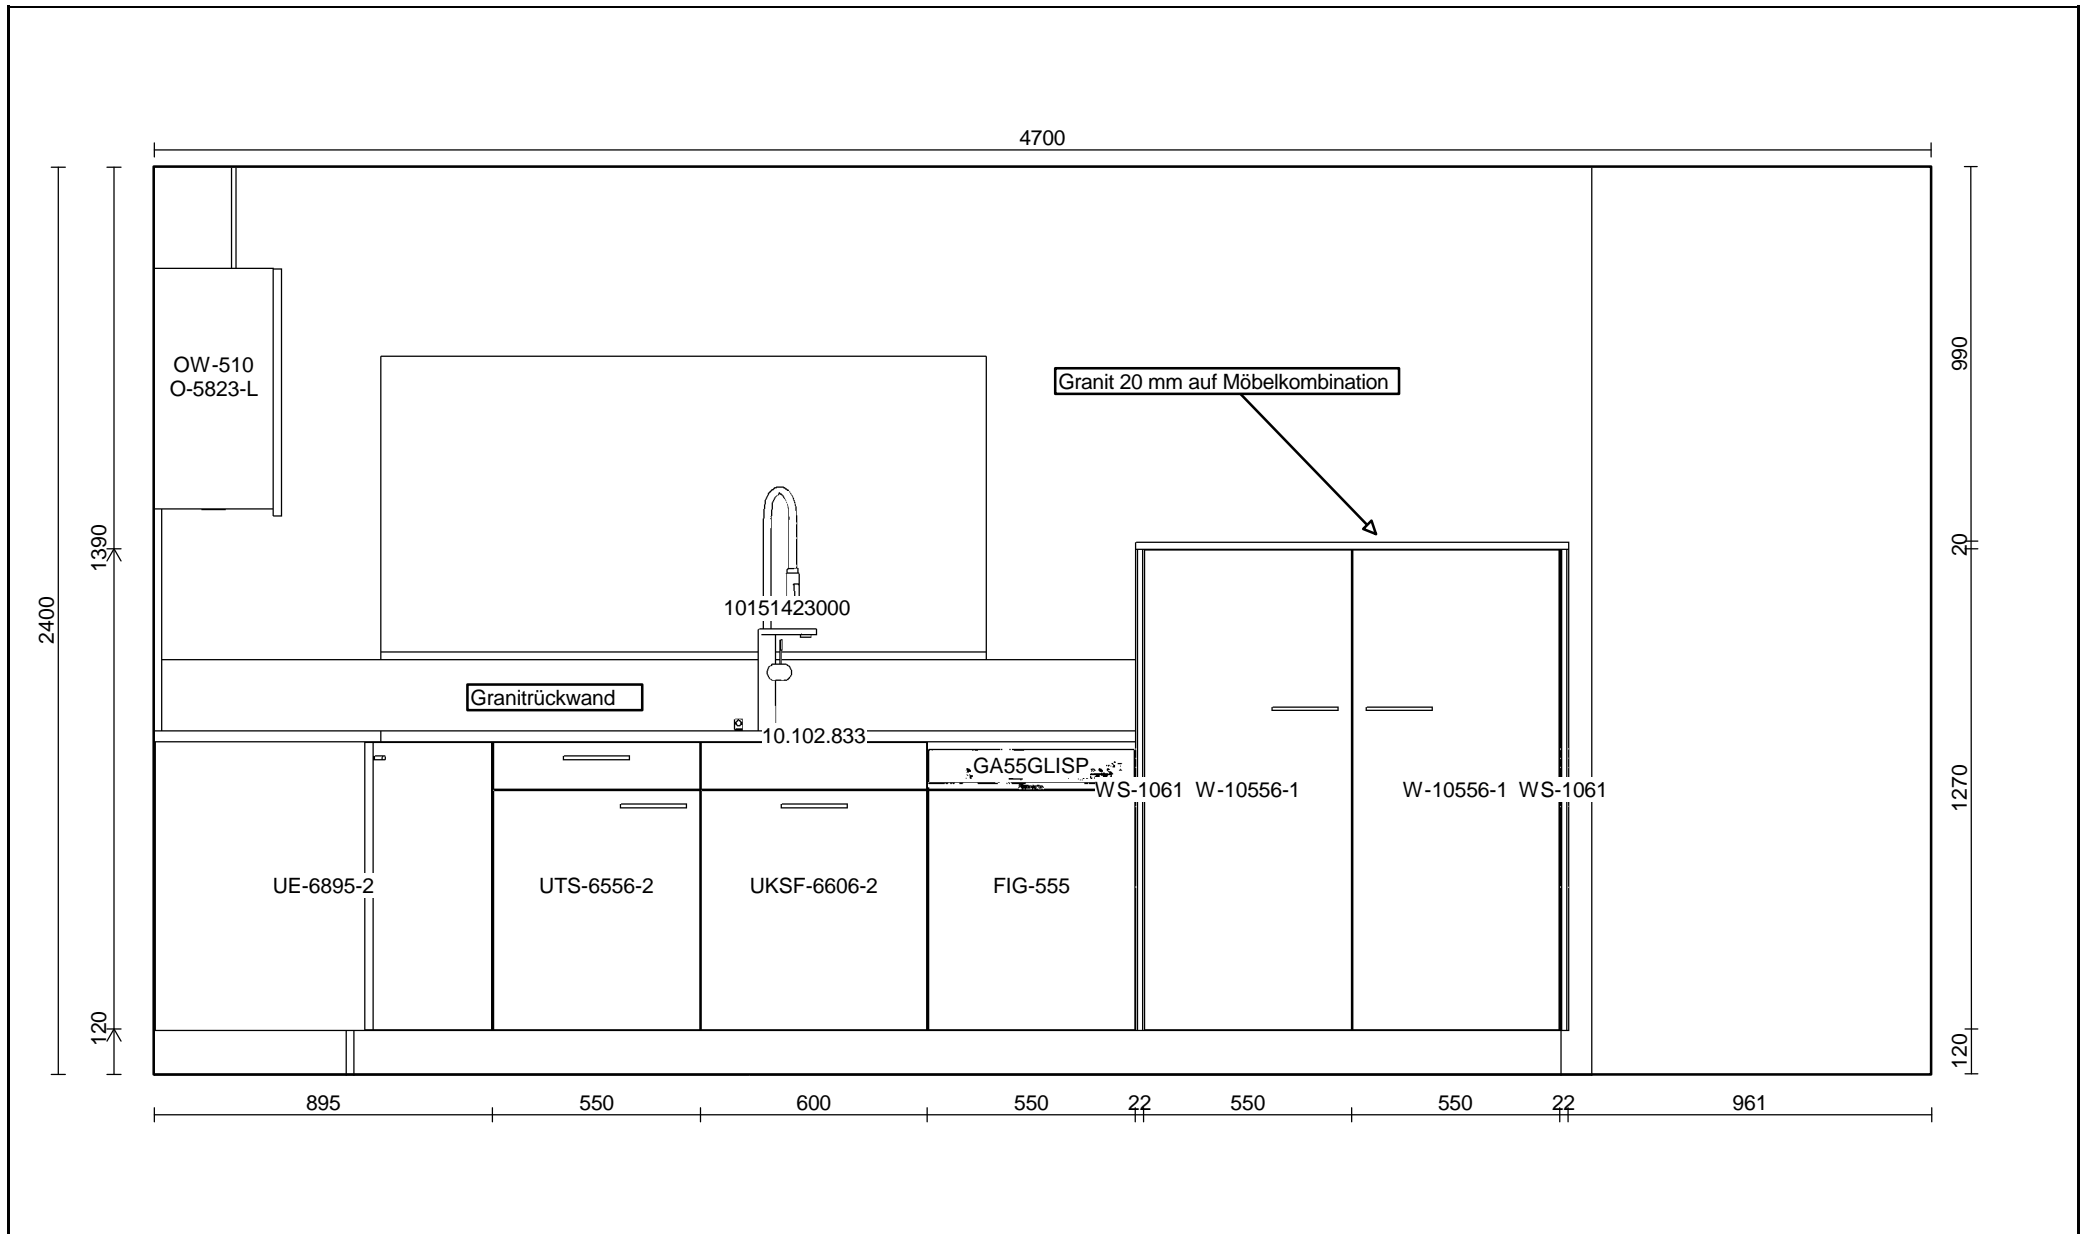 4700
OW-510
O-5823-L
990
Granit 20 mm auf Möbelkombination
1390
20
2400
10151423000
Granitrückwand
10.102.833
GA55GLISP
WS-1061 W-10556-1 W-10556-1 WS-1061
1270
UE-6895-2 UTS-6556-2 UKSF-6606-2 FIG-555
120
120
895 550 600 550 22 550 550 22 961